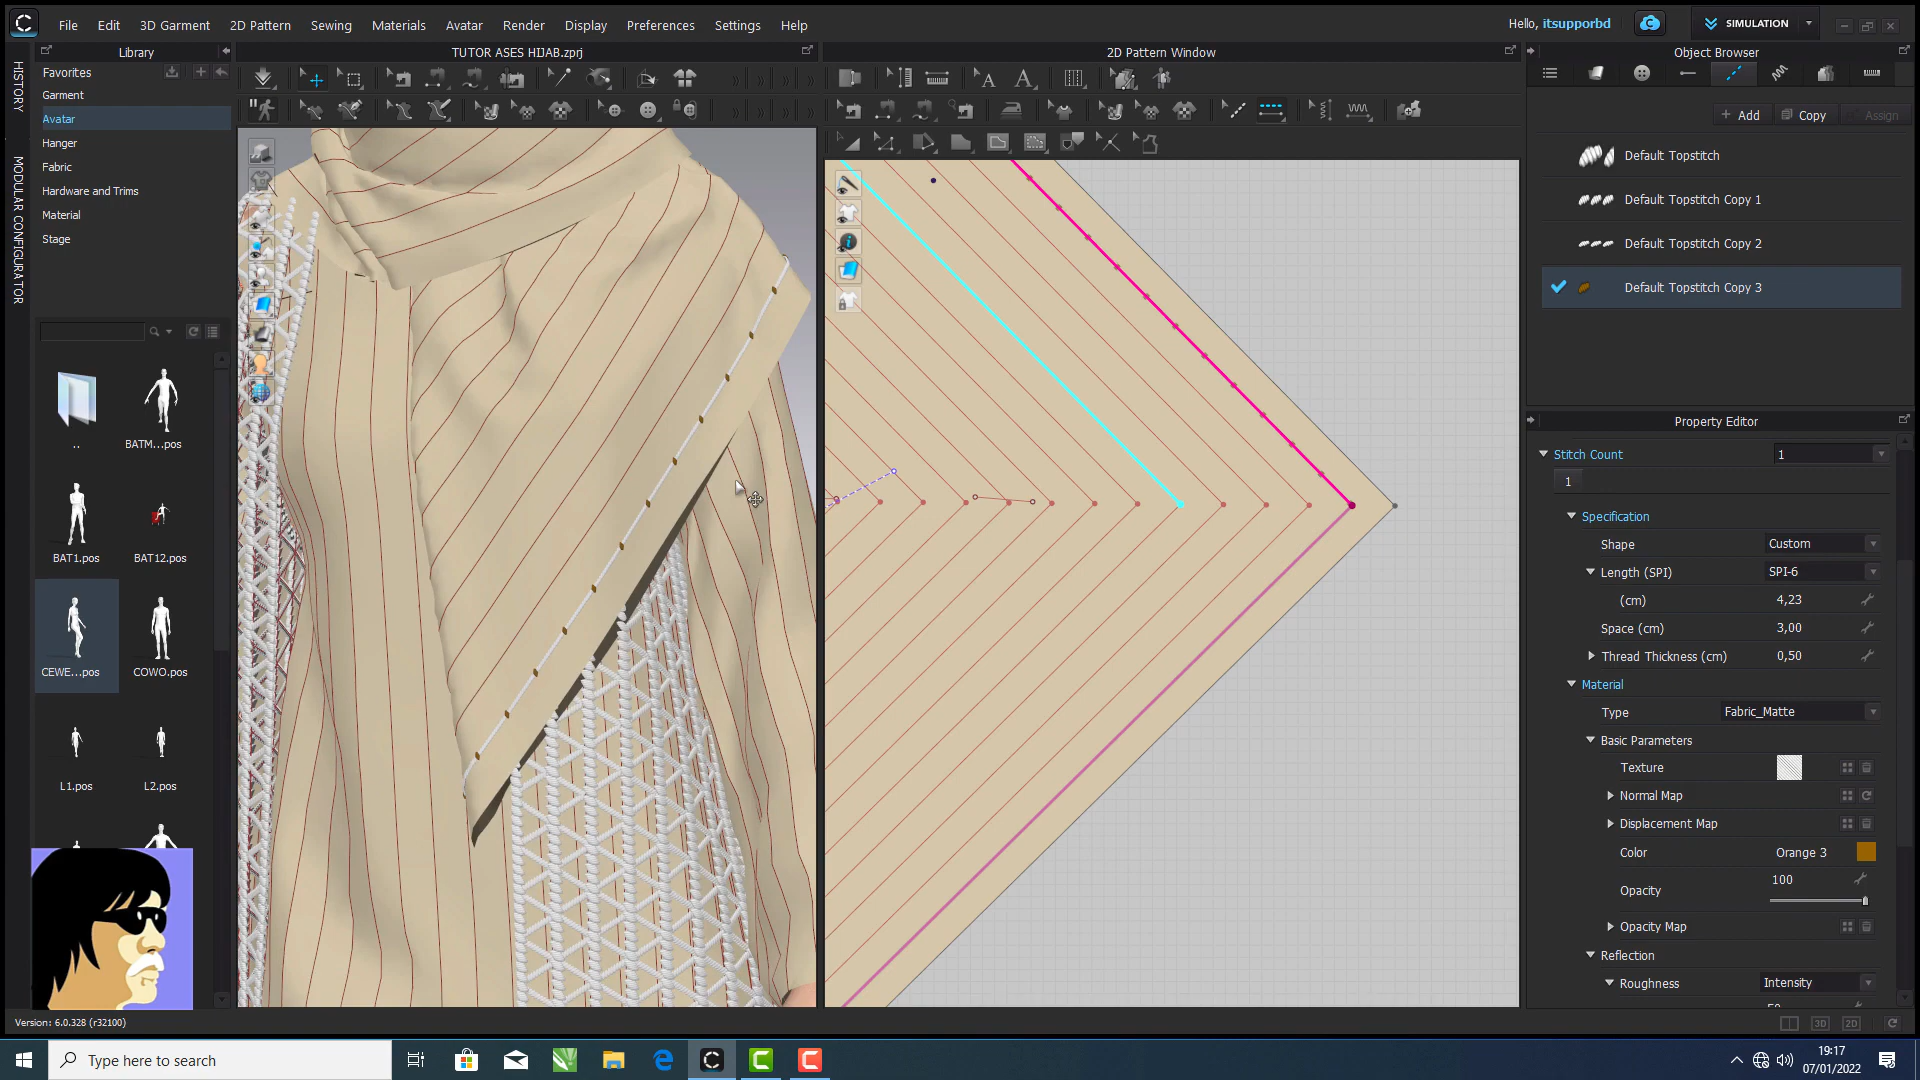 File Edit 3D Garment 2D Pattern Sewing Materials Avatar Render Display Preferences Settings Help
Hello, itsupporbd
SIMULATION
HISTORY
MODULAR CONFIGURATOR
Library
Favorites
Garment
Avatar
Hanger
Fabric
Hardware and Trims
Material
Stage
..
BATM...pos
BAT1.pos
BAT12.pos
CEWE...pos
COWO.pos
L1.pos
L2.pos
Version: 6.0.328 (r32100)
TUTOR ASES HIJAB.zprj
2D Pattern Window
Object Browser
+ Add
Copy
Assign
Default Topstitch
Default Topstitch Copy 1
Default Topstitch Copy 2
Default Topstitch Copy 3
Property Editor
Stitch Count 1
1
Specification
Shape Custom
Length (SPI) SPI-6
(cm) 4,23
Space (cm) 3,00
Thread Thickness (cm) 0,50
Material
Type Fabric_Matte
Basic Parameters
Texture
Normal Map
Displacement Map
Color Orange 3
Opacity 100
Opacity Map
Reflection
Roughness Intensity
3D
2D
Type here to search
19:17
07/01/2022